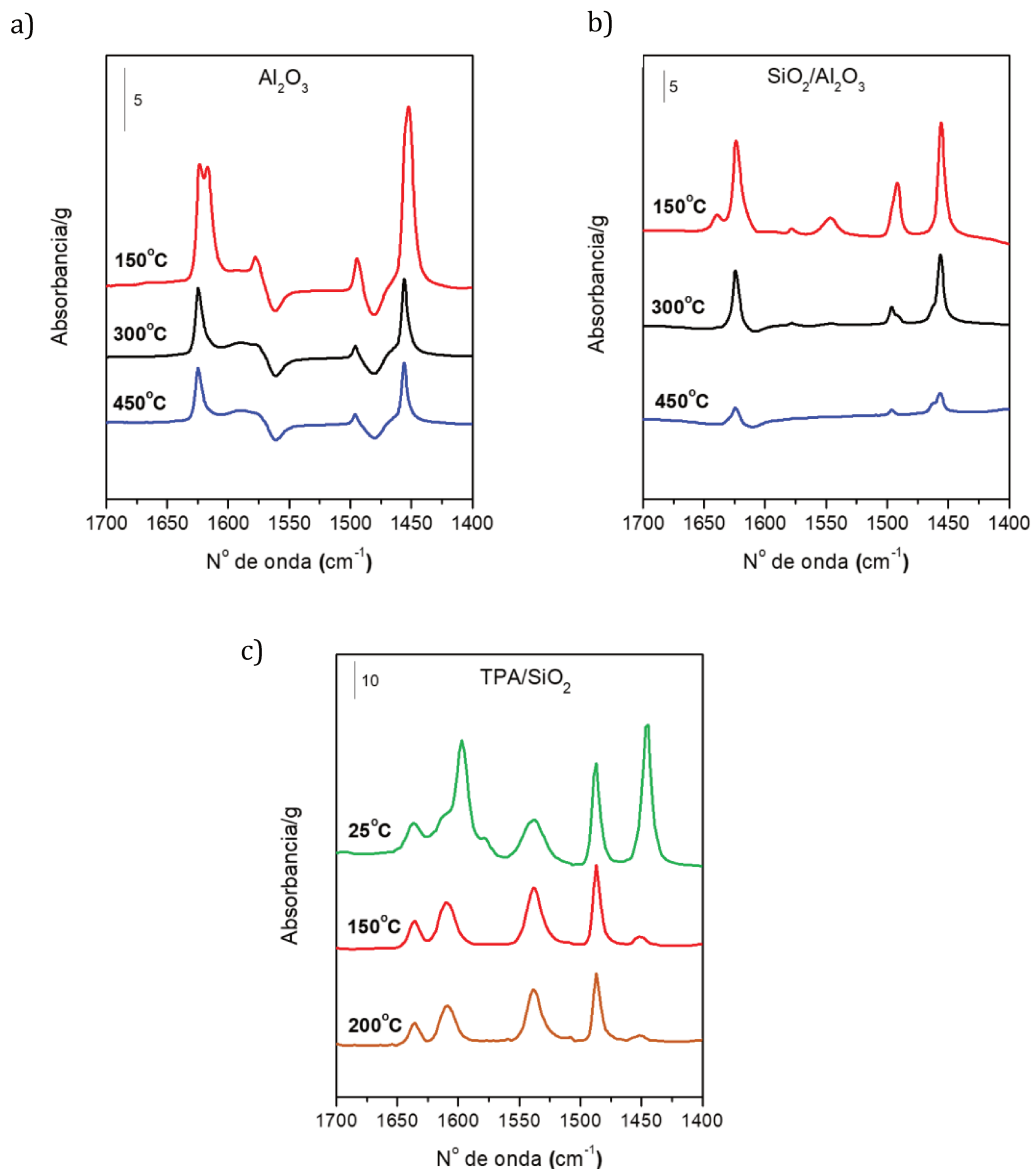 a)
Al₂O₃
5
150°C
300°C
450°C
Absorbancia/g
1700 1650 1600 1550 1500 1450 1400
N° de onda (cm⁻¹)
b)
SiO₂/Al₂O₃
5
150°C
300°C
450°C
Absorbancia/g
1700 1650 1600 1550 1500 1450 1400
N° de onda (cm⁻¹)
c)
TPA/SiO₂
10
25°C
150°C
200°C
Absorbancia/g
1700 1650 1600 1550 1500 1450 1400
N° de onda (cm⁻¹)